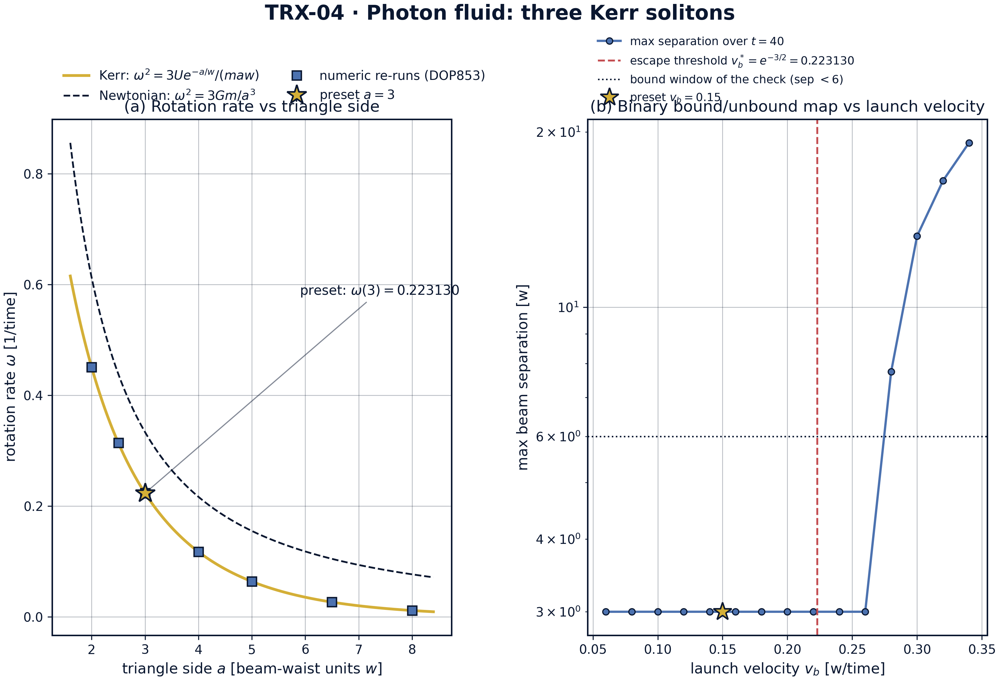 TRX-04 · Photon fluid: three Kerr solitons
Kerr: ω² = 3Ue^{−a/w}/(maw)
Newtonian: ω² = 3Gm/a³
numeric re-runs (DOP853)
preset a = 3
(a) Rotation rate vs triangle side
rotation rate ω [1/time]
0.8
0.6
0.4
0.2
0.0
preset: ω(3) = 0.223130
2 3 4 5 6 7 8
triangle side a [beam-waist units w]
max separation over t = 40
escape threshold v_b^* = e^{−3/2} = 0.223130
bound window of the check (sep < 6)
preset v_b = 0.15
(b) Binary bound/unbound map vs launch velocity
max beam separation [w]
2 × 10¹
10¹
6 × 10⁰
4 × 10⁰
3 × 10⁰
0.05 0.10 0.15 0.20 0.25 0.30 0.35
launch velocity v_b [w/time]